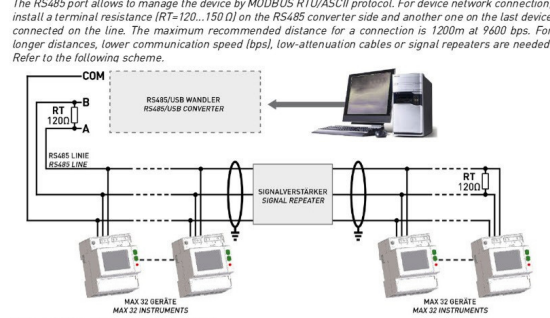 The RS485 port allows to manage the device by MODBUS RTU/ASCII protocol. For device network connection,
install a terminal resistance (RT=120...150 Ω) on the RS485 converter side and another one on the last device
connected on the line. The maximum recommended distance for a connection is 1200m at 9600 bps. For
longer distances, lower communication speed (bps), low-attenuation cables or signal repeaters are needed.
Refer to the following scheme.
COM
B
RT
120Ω
A
RS485/USB WANDLER
RS485/USB CONVERTER
RS485 LINIE
RS485 LINE
SIGNALVERSTÄRKER
SIGNAL REPEATER
RT
120Ω
MAX 32 GERÄTE
MAX 32 INSTRUMENTS
MAX 32 GERÄTE
MAX 32 INSTRUMENTS